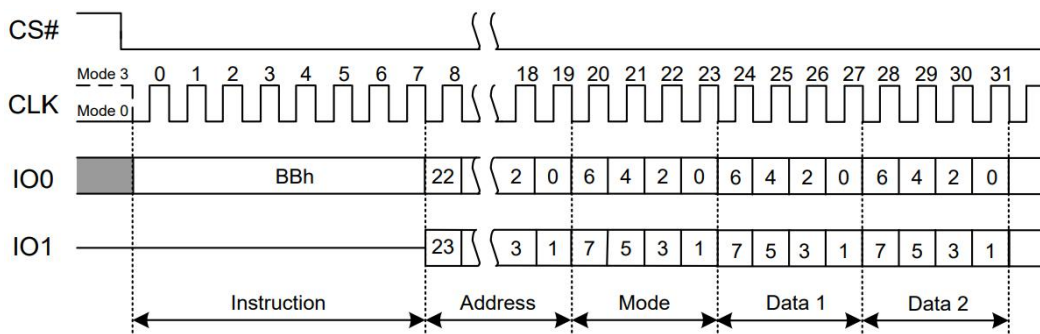 CS#
Mode 3 0 1 2 3 4 5 6 7 8 18 19 20 21 22 23 24 25 26 27 28 29 30 31
CLK
Mode 0
IO0 BBh 22 2 0 6 4 2 0 6 4 2 0 6 4 2 0
IO1 23 3 1 7 5 3 1 7 5 3 1 7 5 3 1
Instruction Address Mode Data 1 Data 2